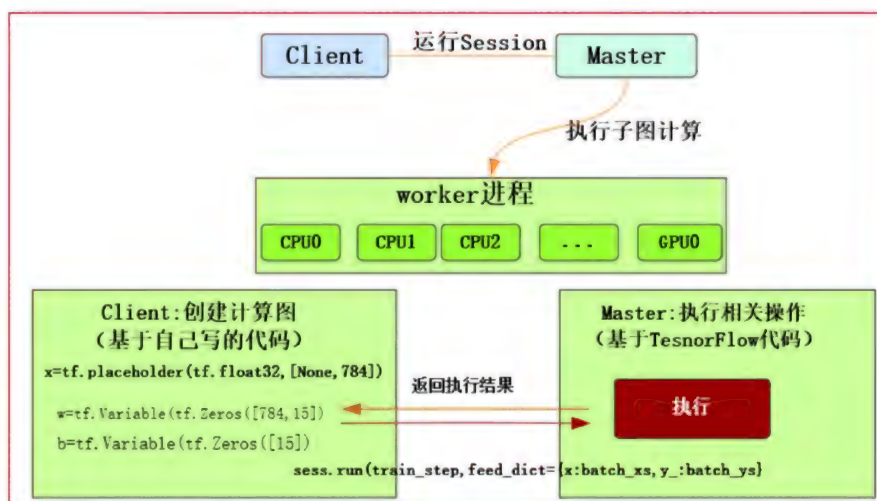 Client
运行Session
Master
执行子图计算
worker进程
CPU0
CPU1
CPU2
...
GPU0
Client:创建计算图
(基于自己写的代码)
x=tf.placeholder(tf.float32,[None,784])
w=tf.Variable(tf.Zeros([784,15])
b=tf.Variable(tf.Zeros([15])
Master:执行相关操作
(基于TesnorFlow代码)
返回执行结果
执行
sess.run(train_step,feed_dict={x:batch_xs,y_:batch_ys}